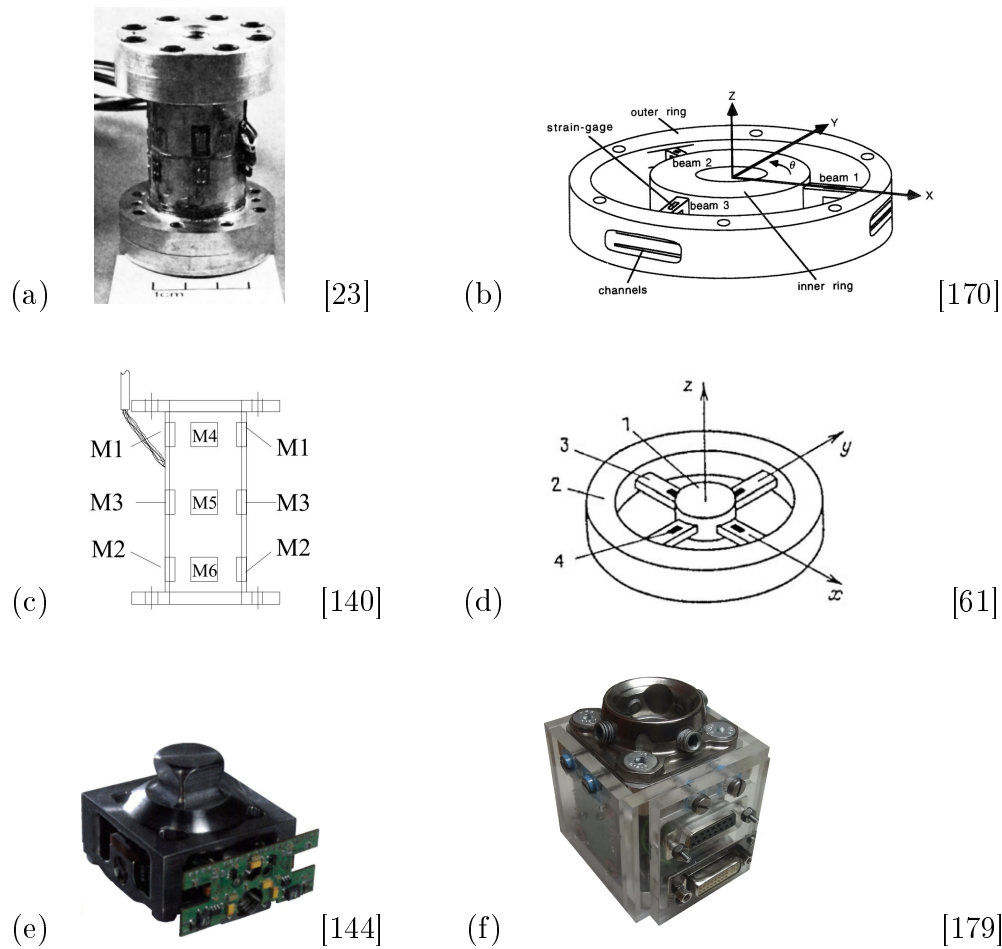 (a)
1cm
[23]
(b)
Z
Y
X
θ
outer ring
strain-gage
beam 2
beam 1
beam 3
channels
inner ring
[170]
(c)
M1 M4 M1
M3 M5 M3
M2 M6 M2
[140]
(d)
z
1
3
y
2
4
x
[61]
(e)
[144]
(f)
[179]